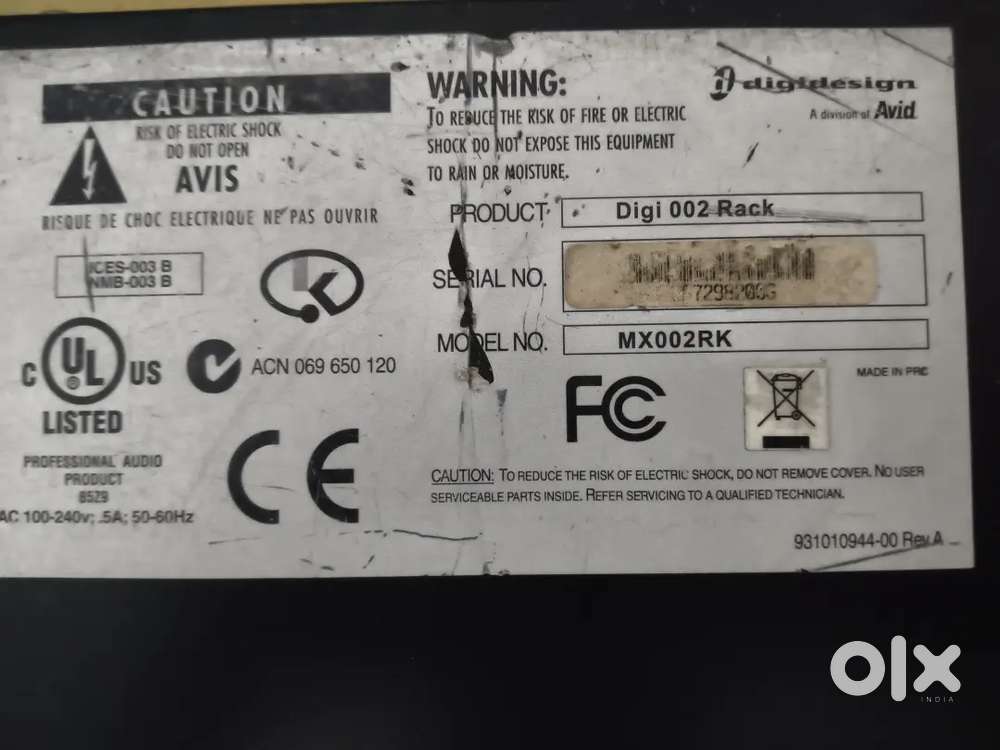 CAUTION
RISK OF ELECTRIC SHOCK
DO NOT OPEN
AVIS
RISQUE DE CHOC ELECTRIQUE NE PAS OUVRIR
ICES-003 B
NMB-003 B
C UL US
LISTED
ACN 069 650 120
PROFESSIONAL AUDIO
PRODUCT
65Z9
AC 100-240v; .5A; 50-60Hz
CE
WARNING:
TO REDUCE THE RISK OF FIRE OR ELECTRIC
SHOCK DO NOT EXPOSE THIS EQUIPMENT
TO RAIN OR MOISTURE.
digidesign
A division of Avid
PRODUCT: Digi 002 Rack
SERIAL NO.
MODEL NO. MX002RK
FC
MADE IN PRC
CAUTION: TO REDUCE THE RISK OF ELECTRIC SHOCK, DO NOT REMOVE COVER. NO USER
SERVICEABLE PARTS INSIDE. REFER SERVICING TO A QUALIFIED TECHNICIAN.
931010944-00 Rev A
olx
INDIA